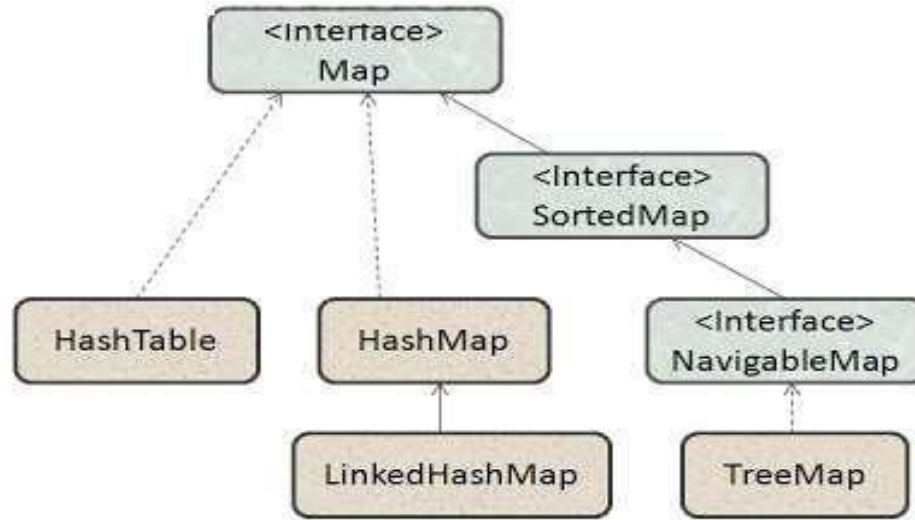 <Interface>
Map
<Interface>
SortedMap
HashTable
HashMap
<Interface>
NavigableMap
LinkedHashMap
TreeMap